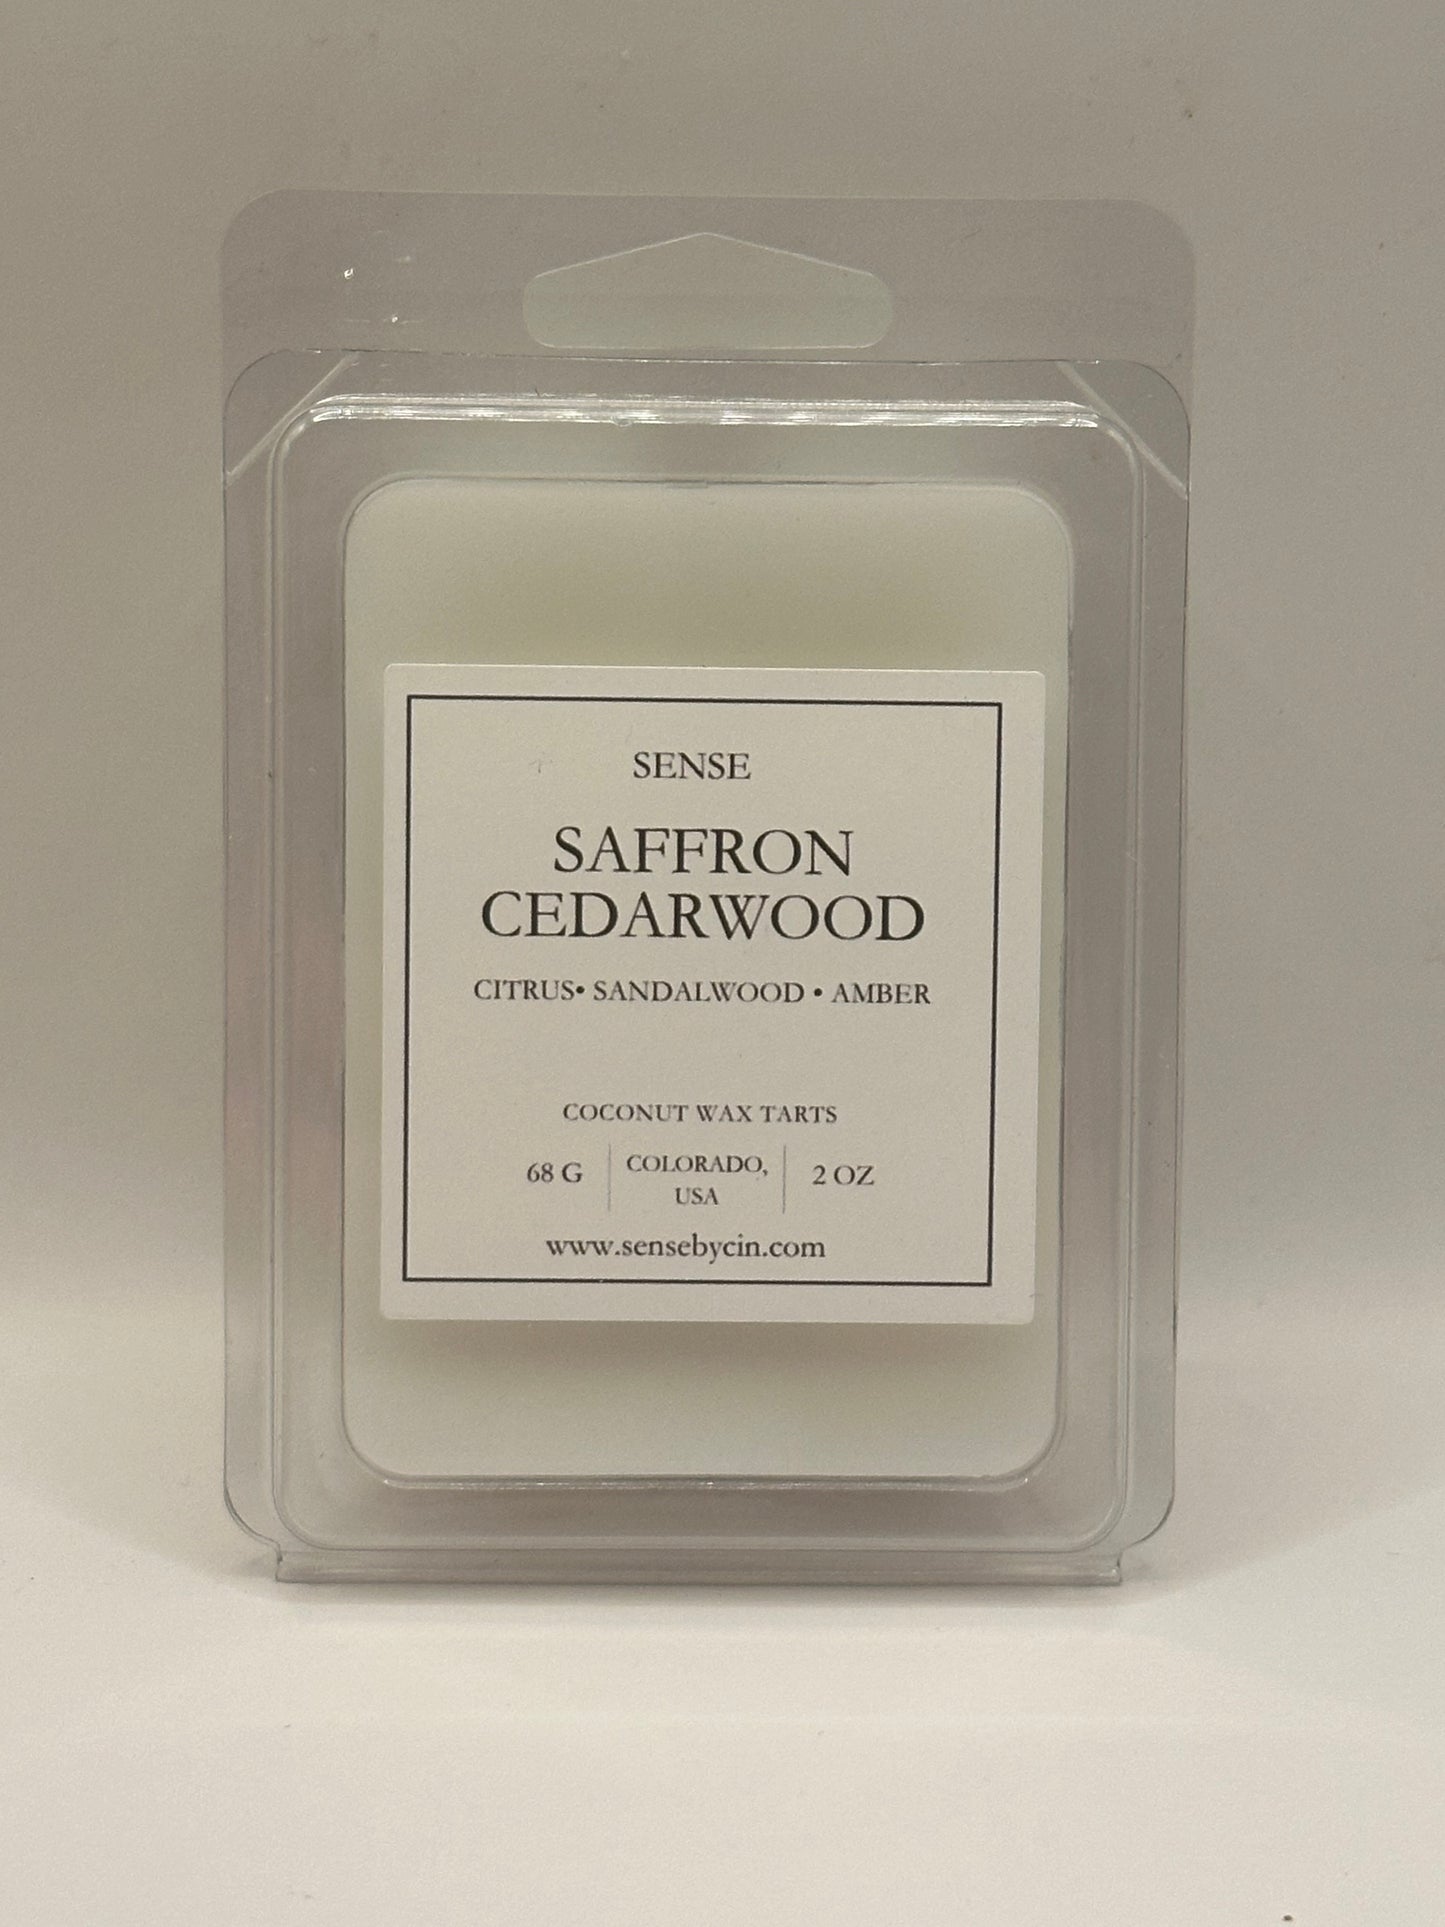 SENSE
SAFFRON
CEDARWOOD
CITRUS• SANDALWOOD • AMBER
COCONUT WAX TARTS
68 G
COLORADO,
USA
2 OZ
www.sensebycin.com